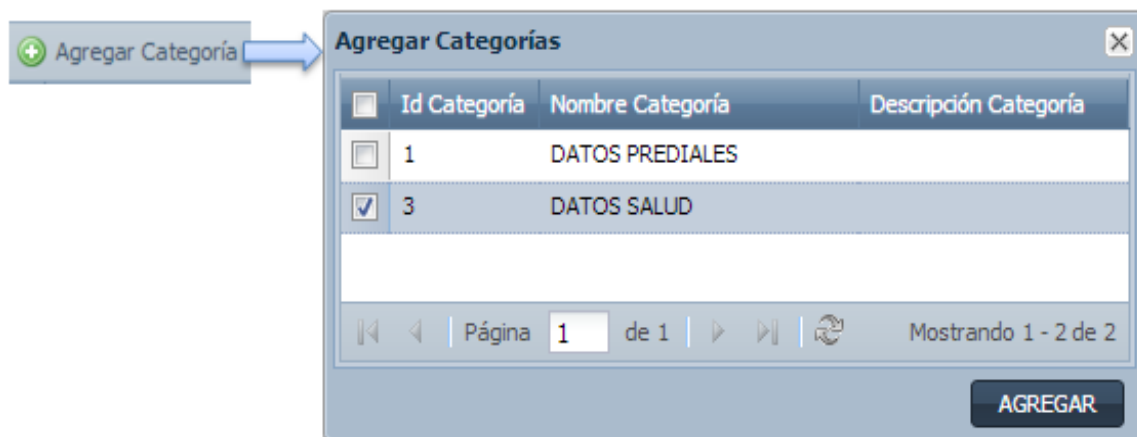 Agregar Categoría
Agregar Categorías
Id Categoría Nombre Categoría Descripción Categoría
1 DATOS PREDIALES
3 DATOS SALUD
Página 1 de 1 Mostrando 1 - 2 de 2
AGREGAR